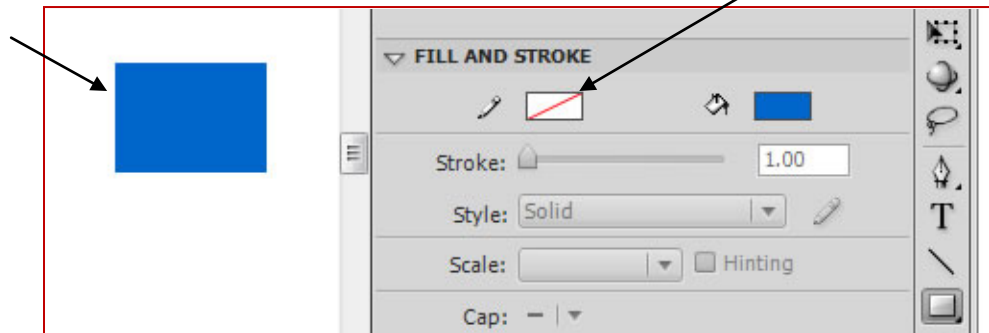 FILL AND STROKE
Stroke: 1.00
Style: Solid
Scale: Hinting
Cap:
T